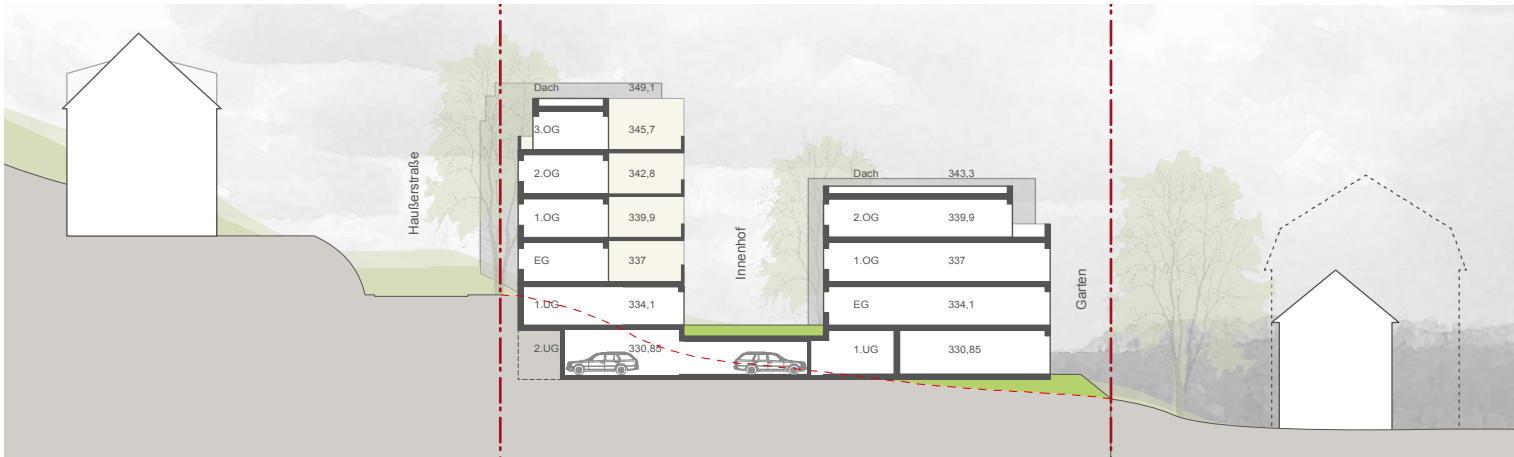 Haußerstraße
Dach 349,1
3.OG 345,7
2.OG 342,8
1.OG 339,9
EG 337
1.UG 334,1
2.UG 330,85
Innenhof
Dach 343,3
2.OG 339,9
1.OG 337
EG 334,1
1.UG 330,85
Garten